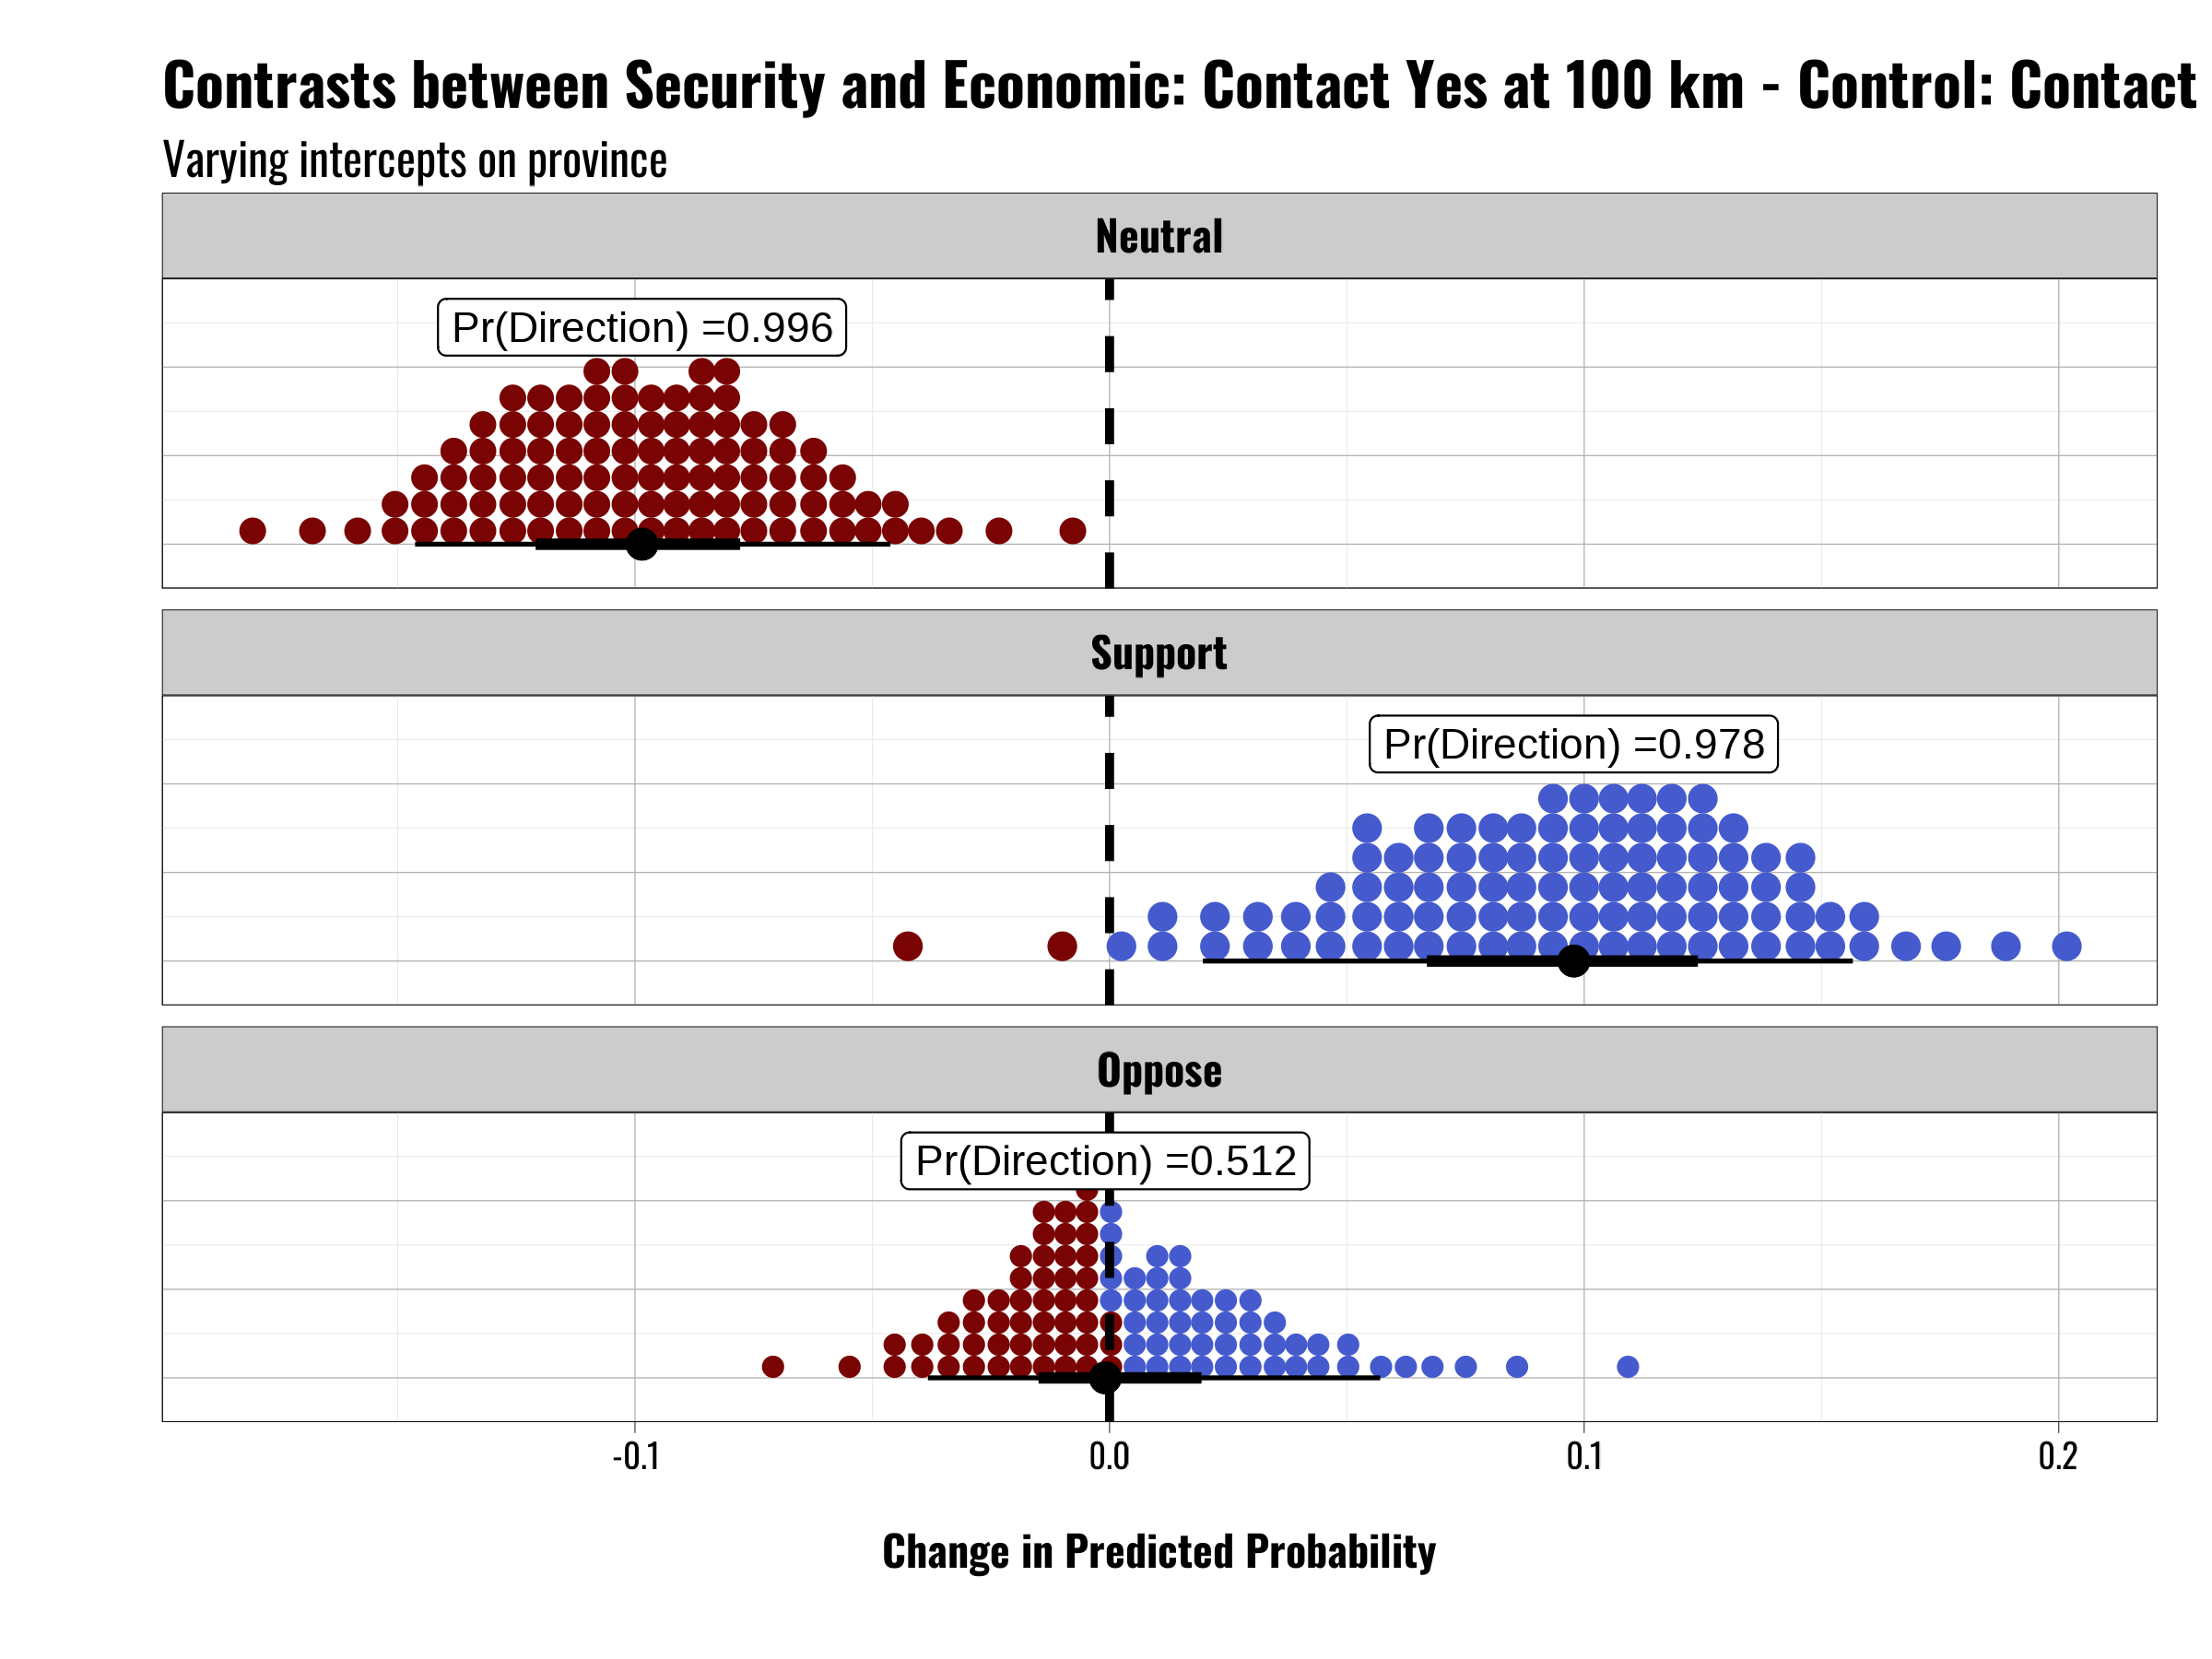 Contrasts between Security and Economic: Contact Yes at 100 km - Control: Contact
Varying intercepts on province
Neutral
Pr(Direction) =0.996
Support
Pr(Direction) =0.978
Oppose
Pr(Direction) =0.512
-0.1 0.0 0.1 0.2
Change in Predicted Probability